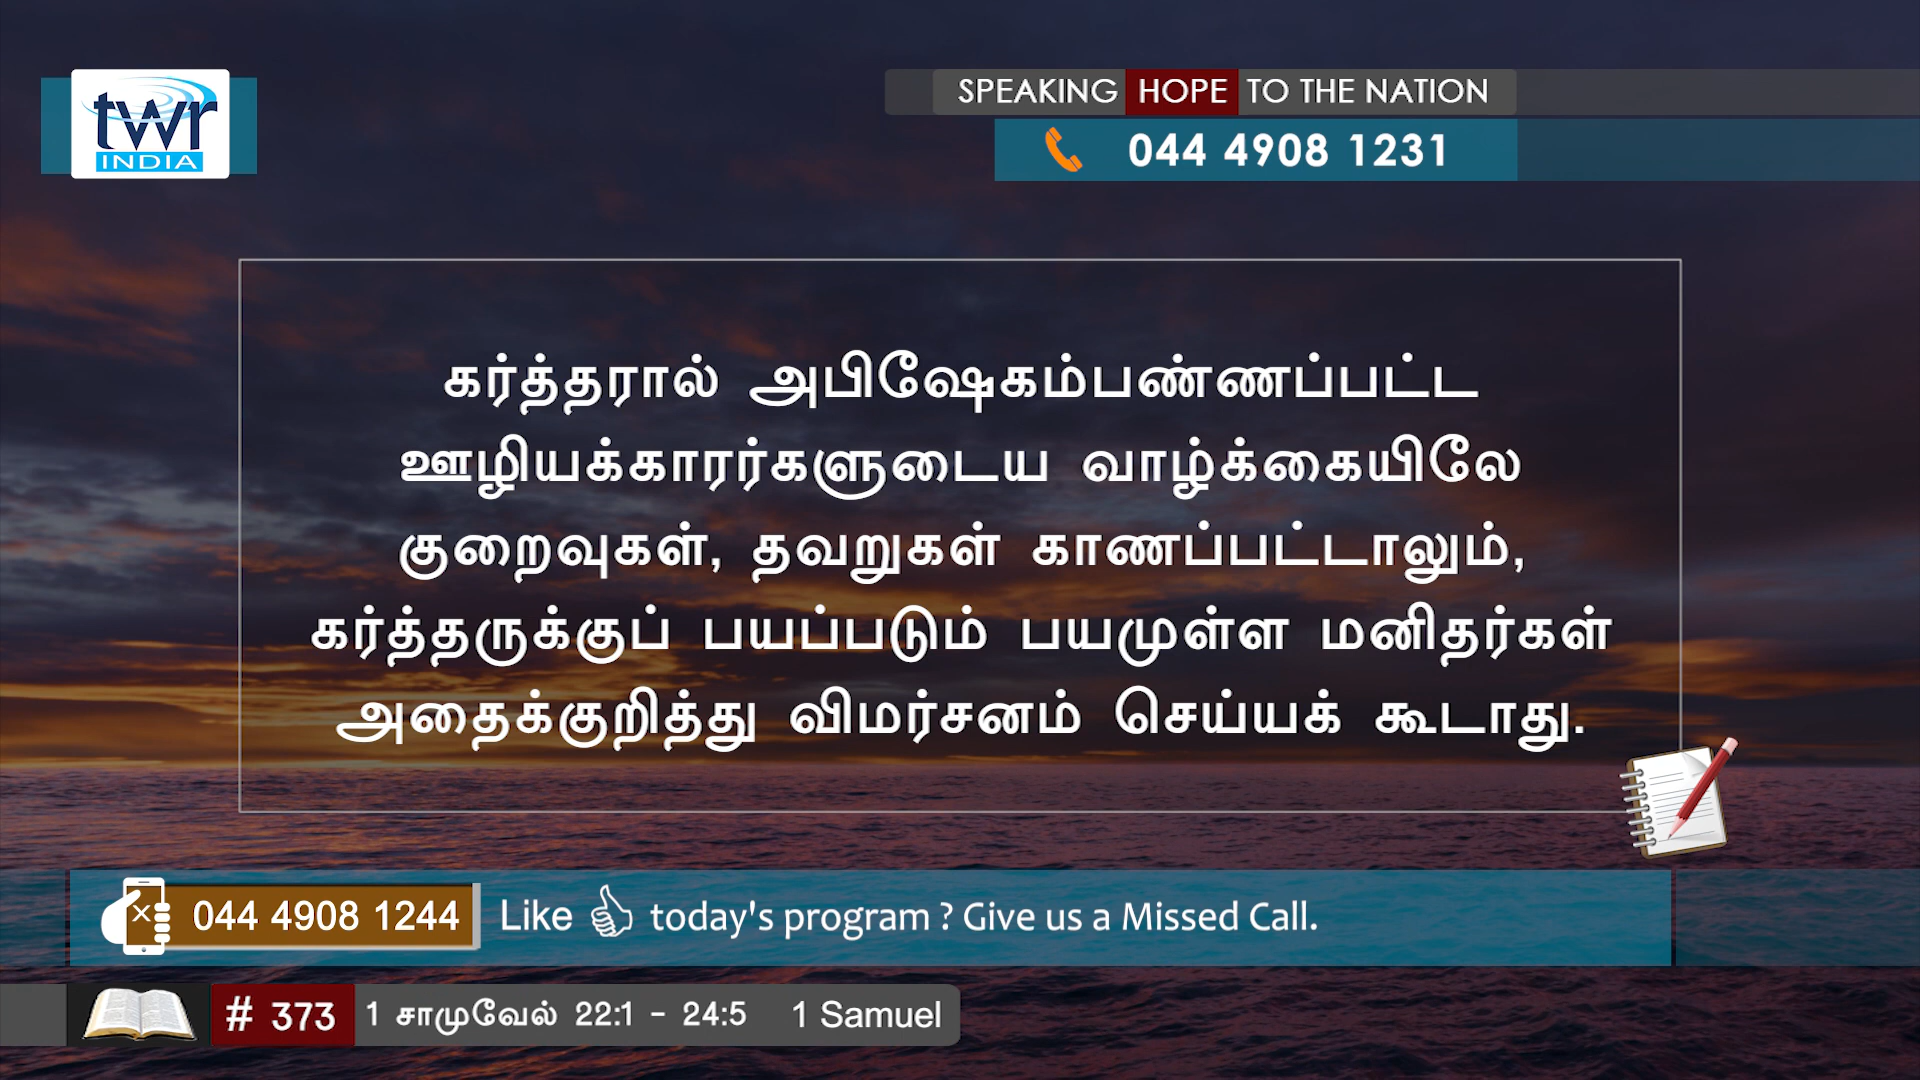 twr
INDIA
SPEAKING HOPE TO THE NATION
044 4908 1231
கர்த்தரால் அபிஷேகம்பண்ணப்பட்ட
ஊழியக்காரர்களுடைய வாழ்க்கையிலே
குறைவுகள், தவறுகள் காணப்பட்டாலும்,
கர்த்தருக்குப் பயப்படும் பயமுள்ள மனிதர்கள்
அதைக்குறித்து விமர்சனம் செய்யக் கூடாது.
044 4908 1244 Like today's program ? Give us a Missed Call.
# 373 1 சாமுவேல் 22:1 - 24:5 1 Samuel